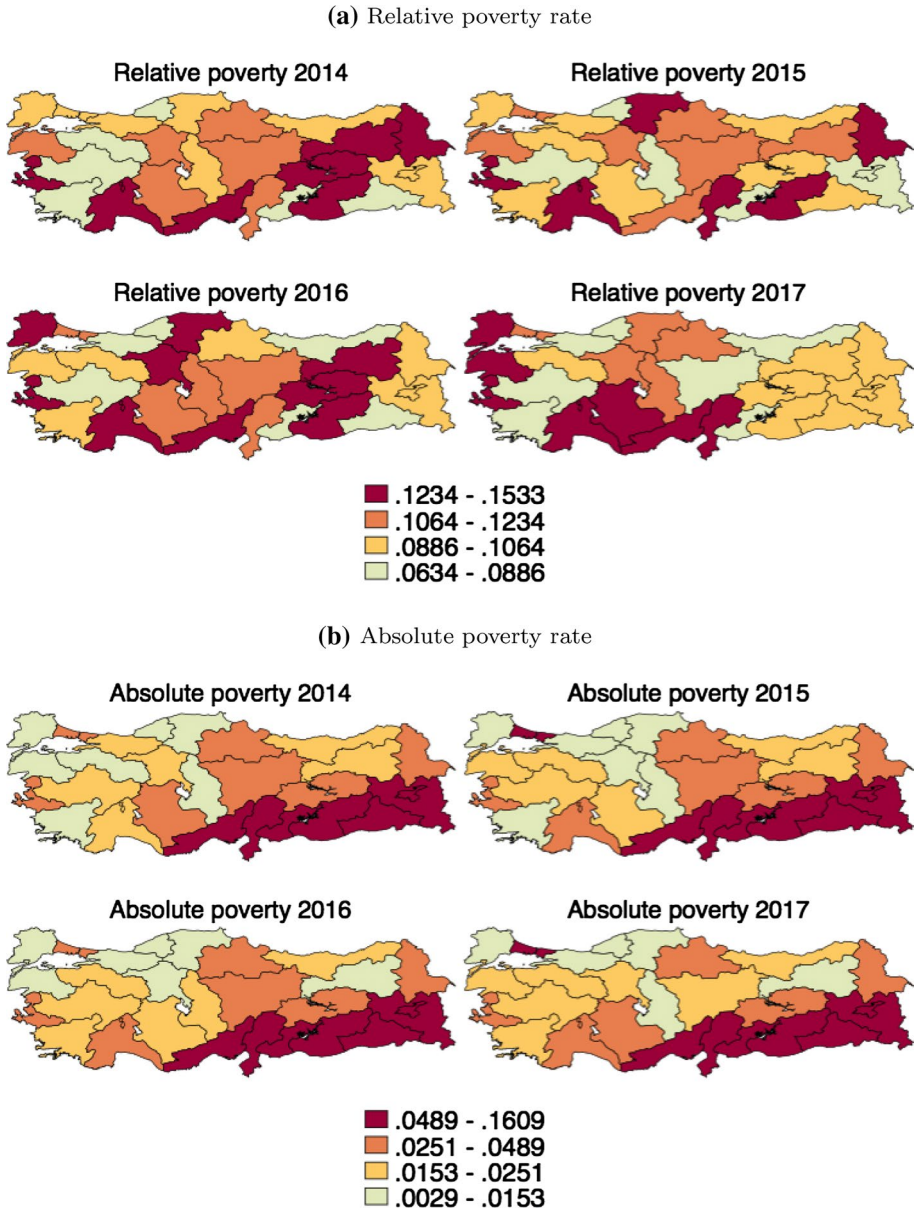 (a) Relative poverty rate
Relative poverty 2014
Relative poverty 2015
Relative poverty 2016
Relative poverty 2017
.1234 - .1533
.1064 - .1234
.0886 - .1064
.0634 - .0886
(b) Absolute poverty rate
Absolute poverty 2014
Absolute poverty 2015
Absolute poverty 2016
Absolute poverty 2017
.0489 - .1609
.0251 - .0489
.0153 - .0251
.0029 - .0153